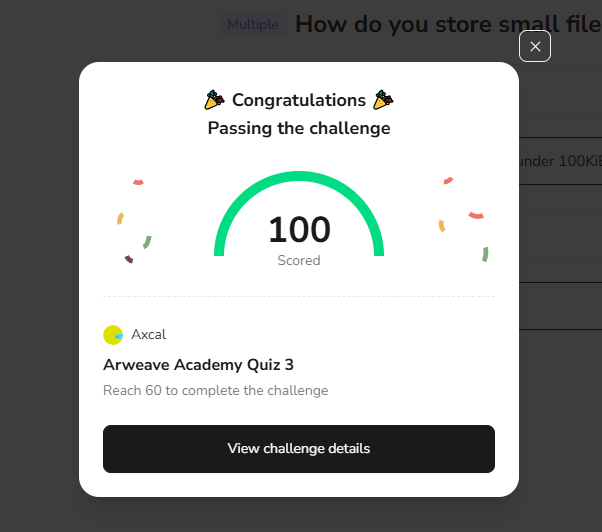 Multiple How do you store small file
🎉 Congratulations 🎉
Passing the challenge
under 100KiB
100
Scored
Axcal
Arweave Academy Quiz 3
Reach 60 to complete the challenge
View challenge details